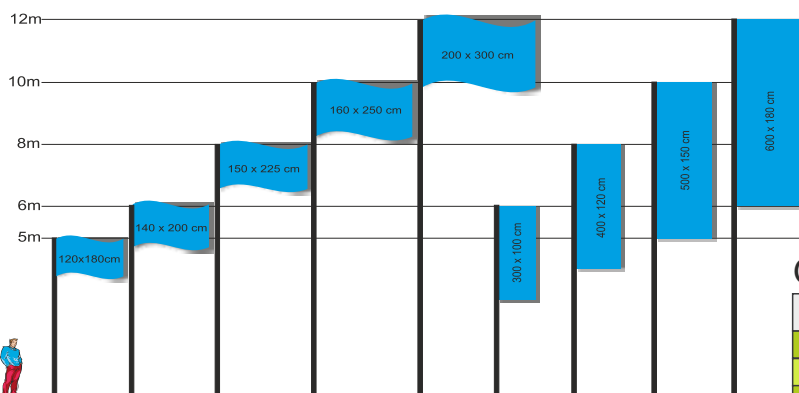 12m
200 x 300 cm
10m
160 x 250 cm
600 x 180 cm
8m
150 x 225 cm
500 x 150 cm
6m
400 x 120 cm
140 x 200 cm
5m
300 x 100 cm
120x180cm